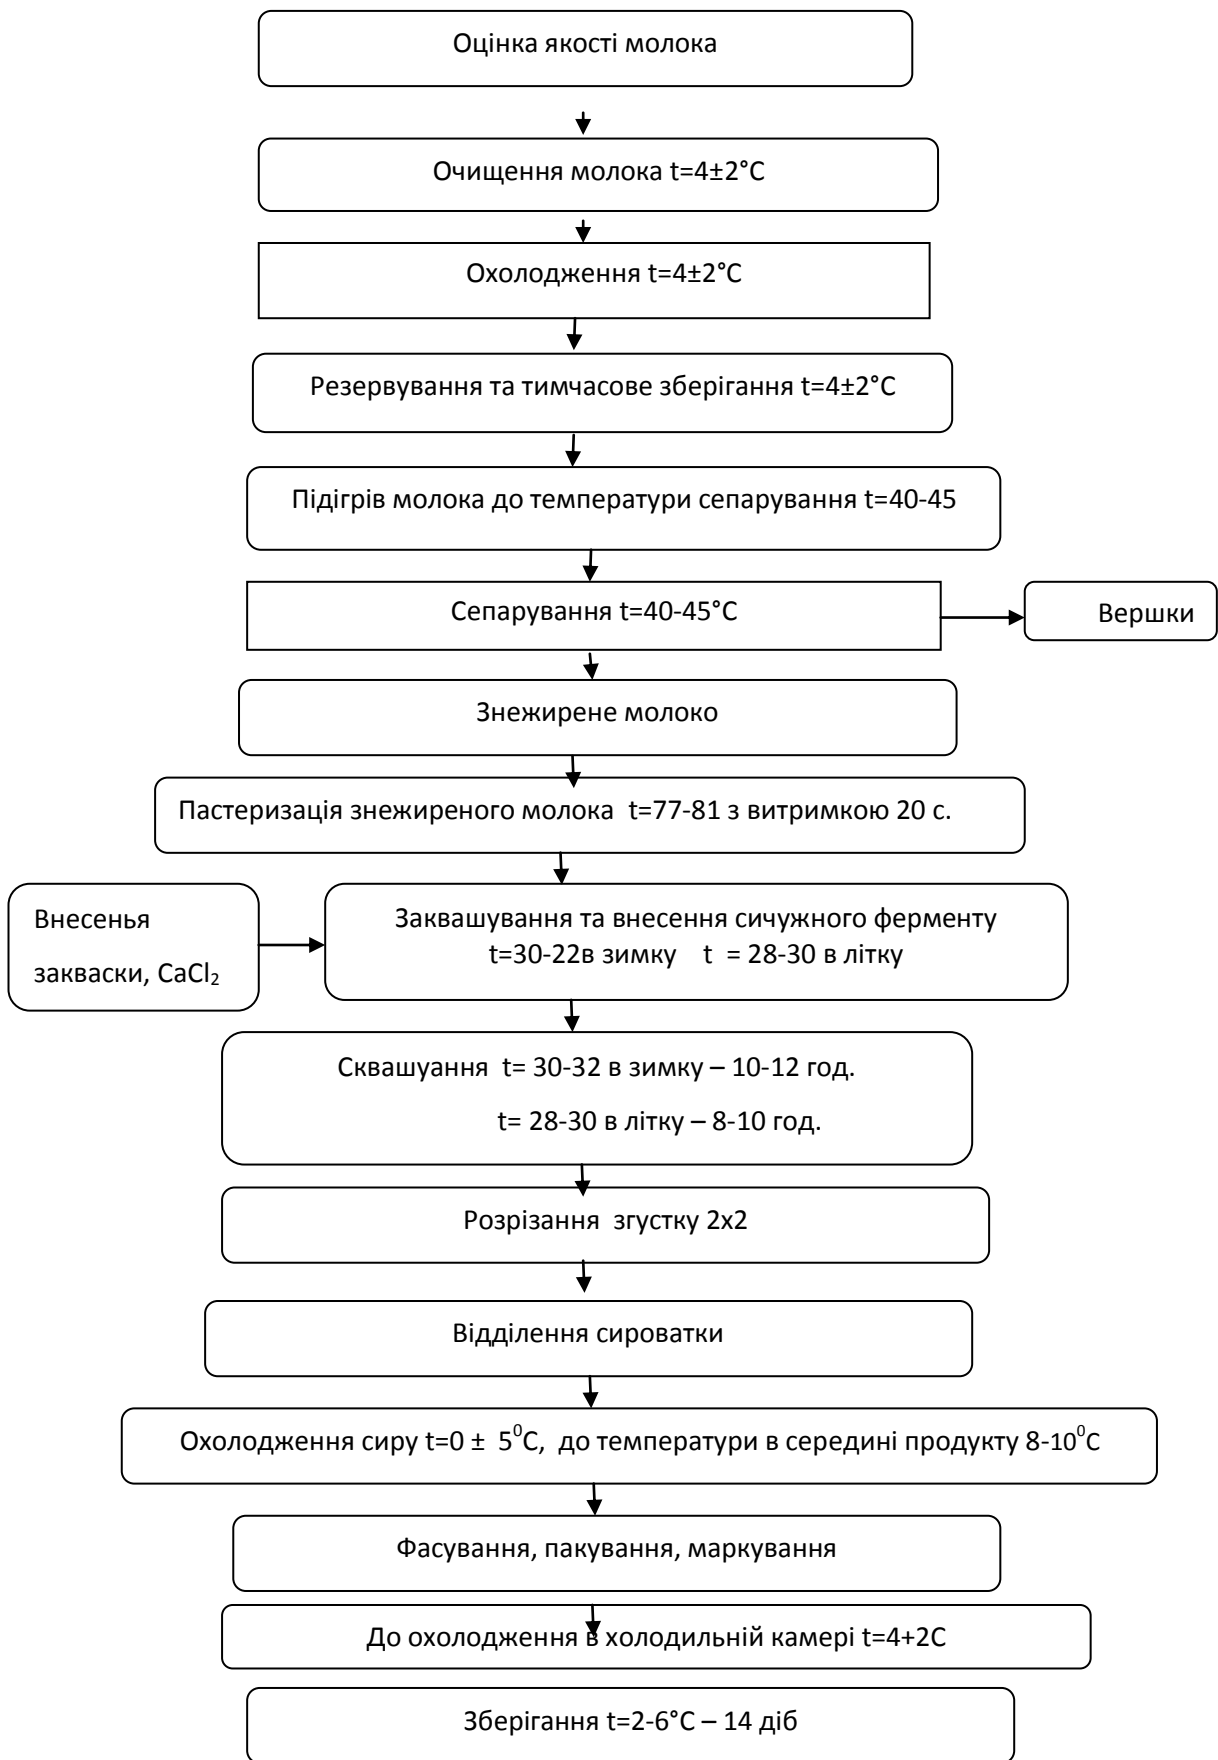 Оцінка якості молока
Очищення молока t=4±2°C
Охолодження t=4±2°C
Резервування та тимчасове зберігання t=4±2°C
Підігрів молока до температури сепарування t=40-45
Сепарування t=40-45°C
Вершки
Знежирене молоко
Пастеризація знежиреного молока t=77-81 з витримкою 20 с.
Внесенья
закваски, CaCl₂
Заквашування та внесення сичужного ферменту
t=30-22в зимку t = 28-30 в літку
Сквашуання t= 30-32 в зимку – 10-12 год.
t= 28-30 в літку – 8-10 год.
Розрізання згустку 2х2
Відділення сироватки
Охолодження сиру t=0 ± 5⁰C, до температури в середині продукту 8-10⁰C
Фасування, пакування, маркування
До охолодження в холодильній камері t=4+2C
Зберігання t=2-6°C – 14 діб